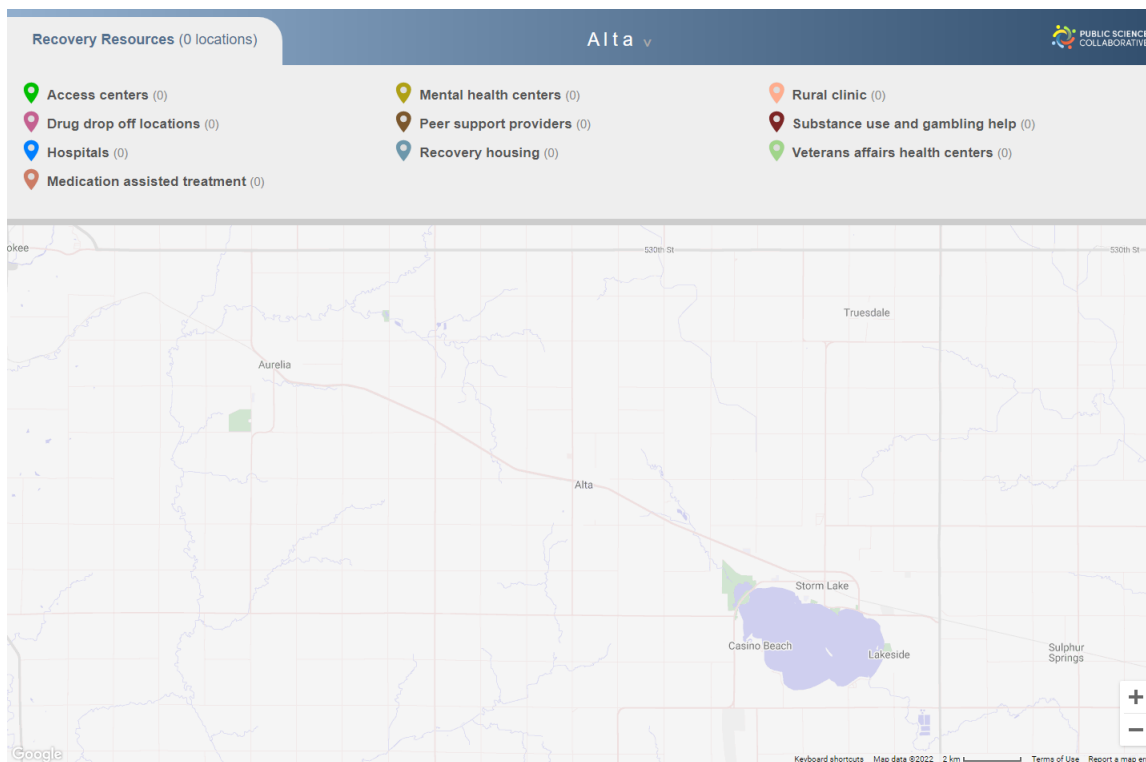 Recovery Resources (0 locations)
Alta v
PUBLIC SCIENCE
COLLABORATIVE
Access centers (0)
Mental health centers (0)
Rural clinic (0)
Drug drop off locations (0)
Peer support providers (0)
Substance use and gambling help (0)
Hospitals (0)
Recovery housing (0)
Veterans affairs health centers (0)
Medication assisted treatment (0)
okee
530th St
530th St
Truesdale
Aurelia
Alta
Storm Lake
Casino Beach
Lakeside
Sulphur
Springs
+
−
Google
Keyboard shortcuts Map data ©2022 2 km Terms of Use Report a map er